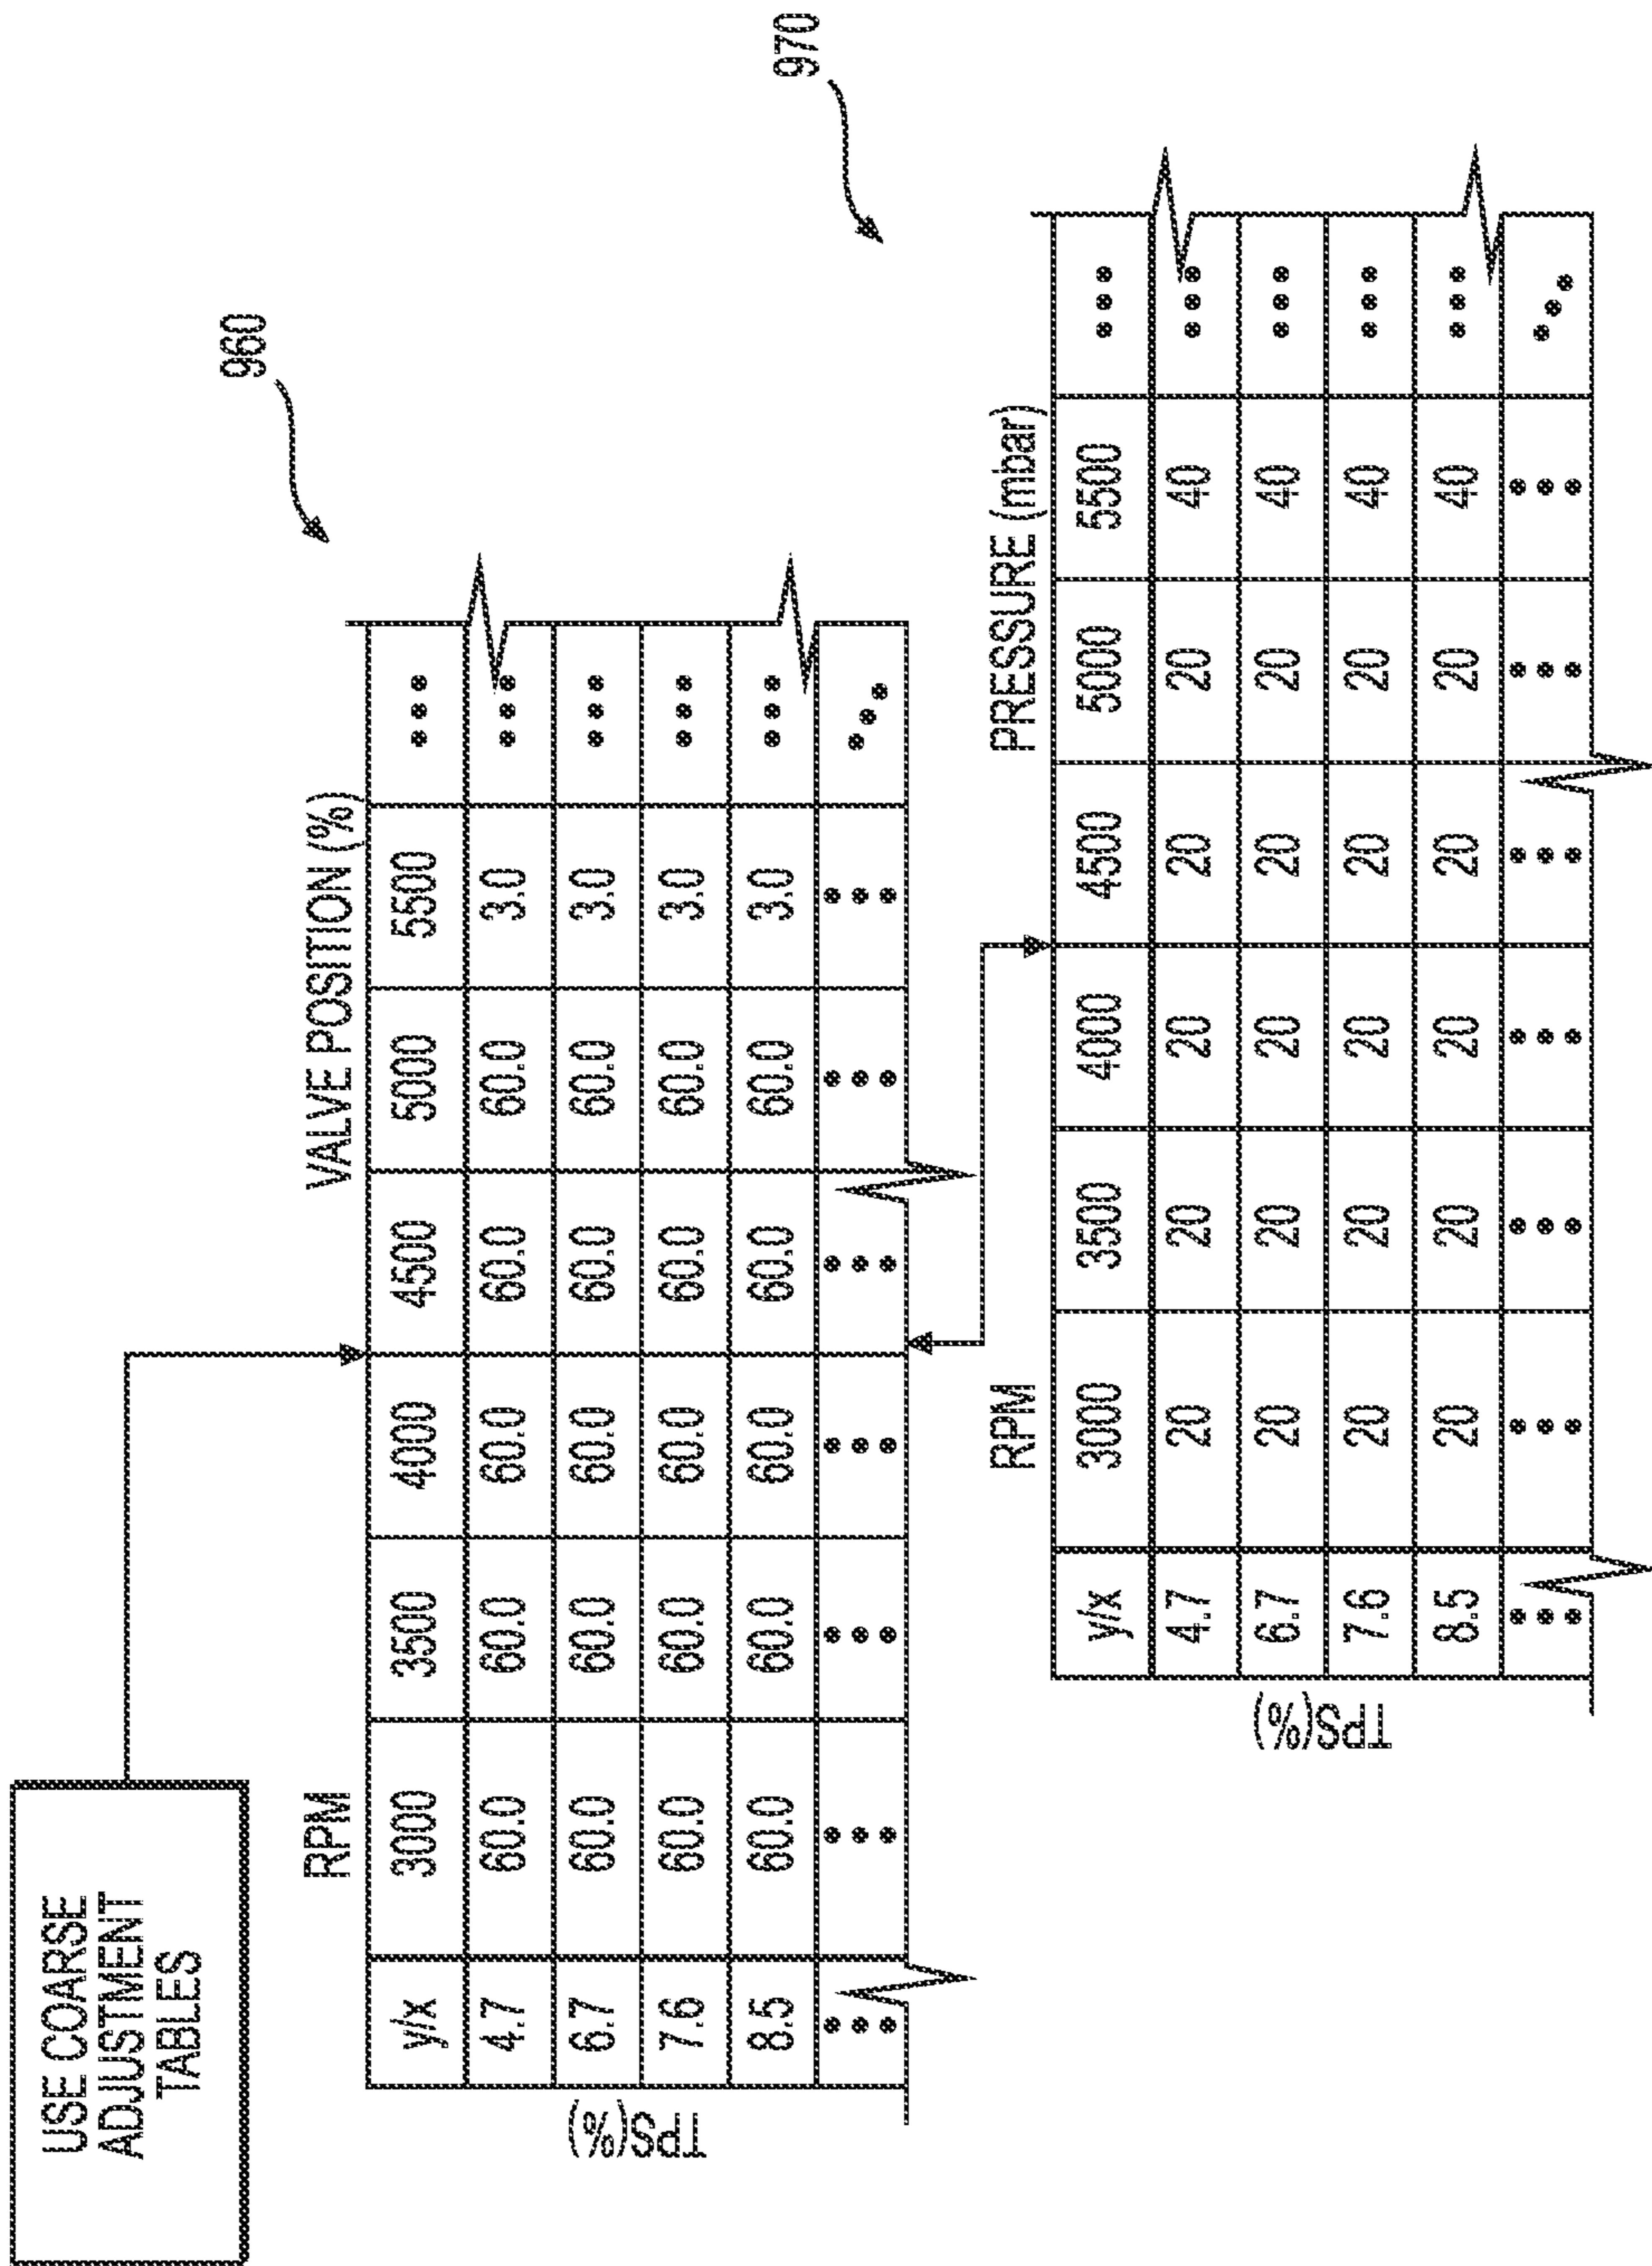 USE COARSE
ADJUSTMENT
TABLES
960
RPM VALVE POSITION (%)
TPS(%)
y/x 3000 3500 4000 4500 5000 5500 •••
4.7 60.0 60.0 60.0 60.0 60.0 3.0 •••
6.7 60.0 60.0 60.0 60.0 60.0 3.0 •••
7.6 60.0 60.0 60.0 60.0 60.0 3.0 •••
8.5 60.0 60.0 60.0 60.0 60.0 3.0 •••
970
RPM PRESSURE (mbar)
TPS(%)
y/x 3000 3500 4000 4500 5000 5500 •••
4.7 20 20 20 20 20 40 •••
6.7 20 20 20 20 20 40 •••
7.6 20 20 20 20 20 40 •••
8.5 20 20 20 20 20 40 •••